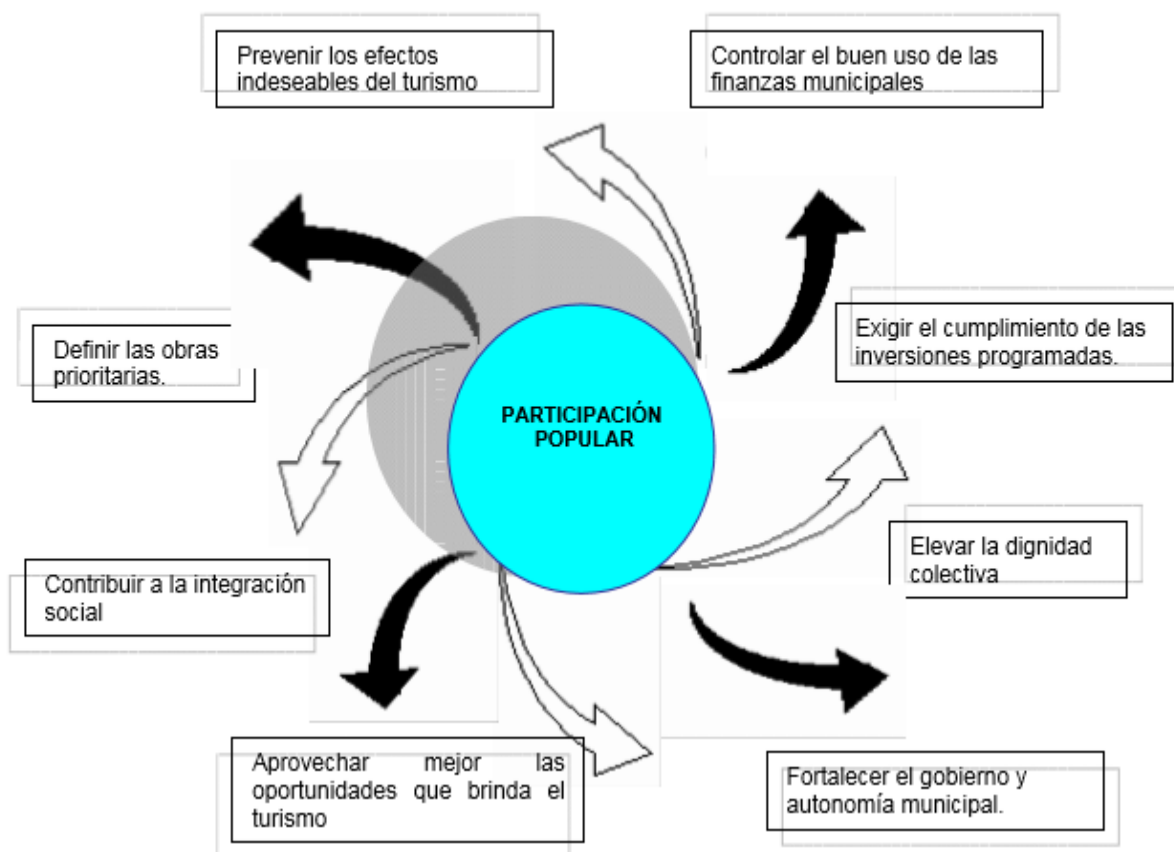 Prevenir los efectos
indeseables del turismo
Controlar el buen uso de las
finanzas municipales
Definir las obras
prioritarias.
Exigir el cumplimiento de las
inversiones programadas.
PARTICIPACIÓN
POPULAR
Contribuir a la integración
social
Elevar la dignidad
colectiva
Aprovechar mejor las
oportunidades que brinda el
turismo
Fortalecer el gobierno y
autonomía municipal.